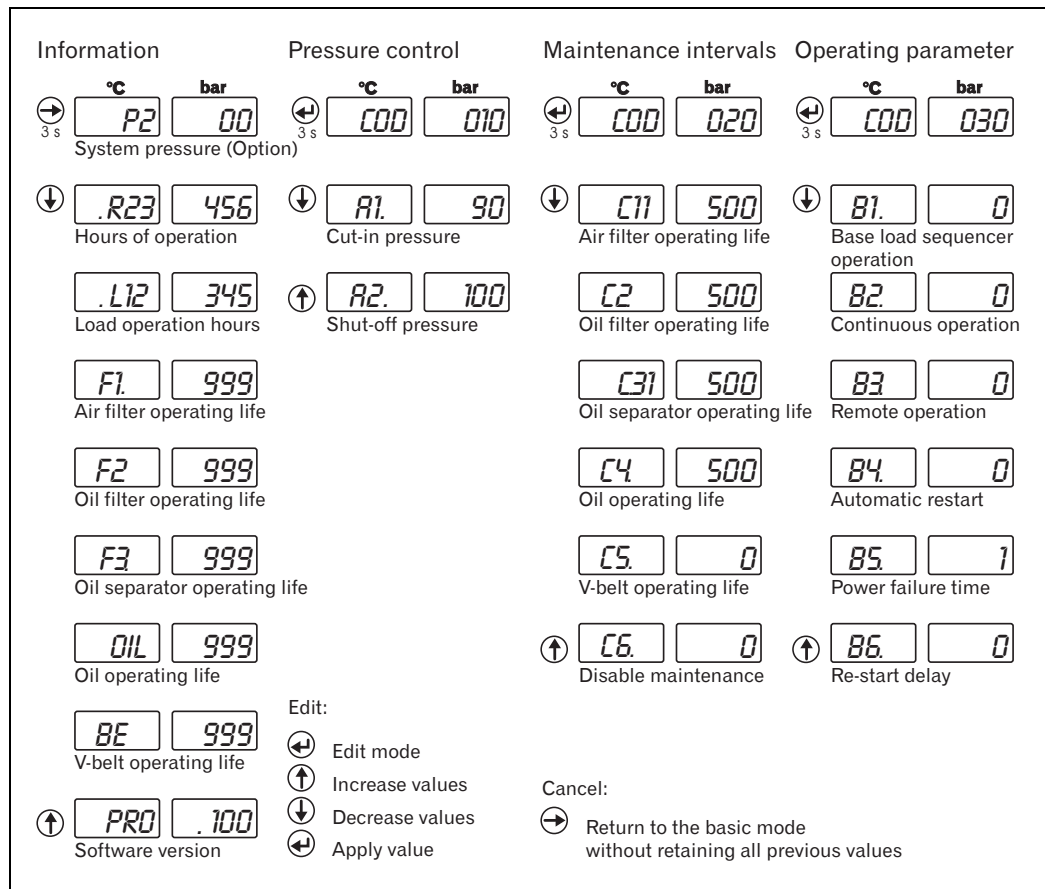 Information
°C bar
3 s
P2 00
System pressure (Option)
.R23 456
Hours of operation
.L12 345
Load operation hours
F1. 999
Air filter operating life
F2 999
Oil filter operating life
F3. 999
Oil separator operating life
OIL 999
Oil operating life
BE 999
V-belt operating life
PRO .100
Software version
Pressure control
°C bar
3 s
COD 010
A1. 90
Cut-in pressure
A2. 100
Shut-off pressure
Edit:
Edit mode
Increase values
Decrease values
Apply value
Maintenance intervals
°C bar
3 s
COD 020
C11 500
Air filter operating life
C2 500
Oil filter operating life
C31 500
Oil separator operating life
C4. 500
Oil operating life
C5. 0
V-belt operating life
C6. 0
Disable maintenance
Cancel:
Return to the basic mode
without retaining all previous values
Operating parameter
°C bar
3 s
COD 030
B1. 0
Base load sequencer
operation
B2. 0
Continuous operation
B3. 0
Remote operation
B4. 0
Automatic restart
B5. 1
Power failure time
B6. 0
Re-start delay